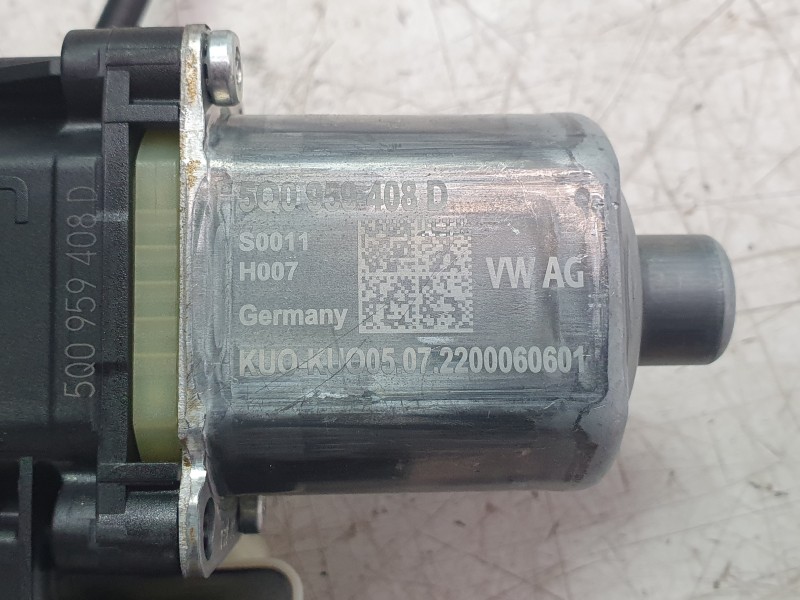 5Q0 959 408 D
5Q0 959 408 D
S0011
H007
VW AG
Germany
KUO-KUO05.07.2200060601